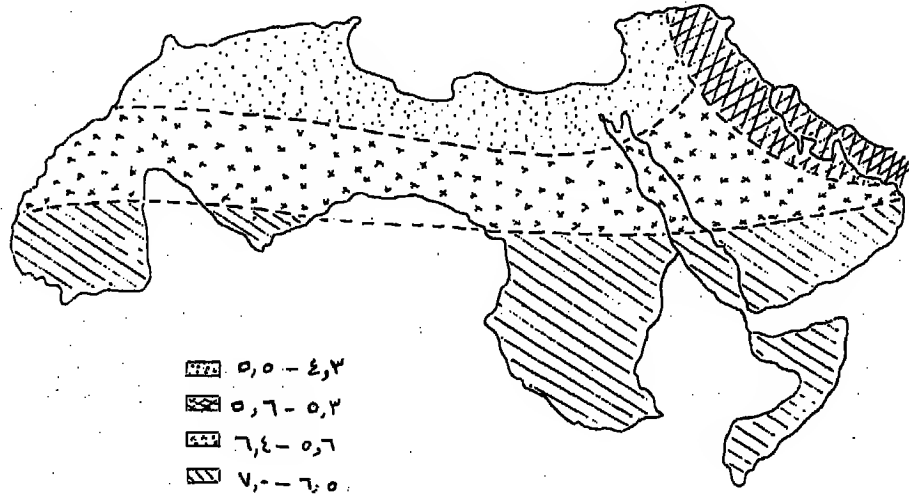 ٤,٣ – ٥,٥
٥,٣ – ٥,٦
٥,٦ – ٦,٤
٦,٥ – ٧,٠